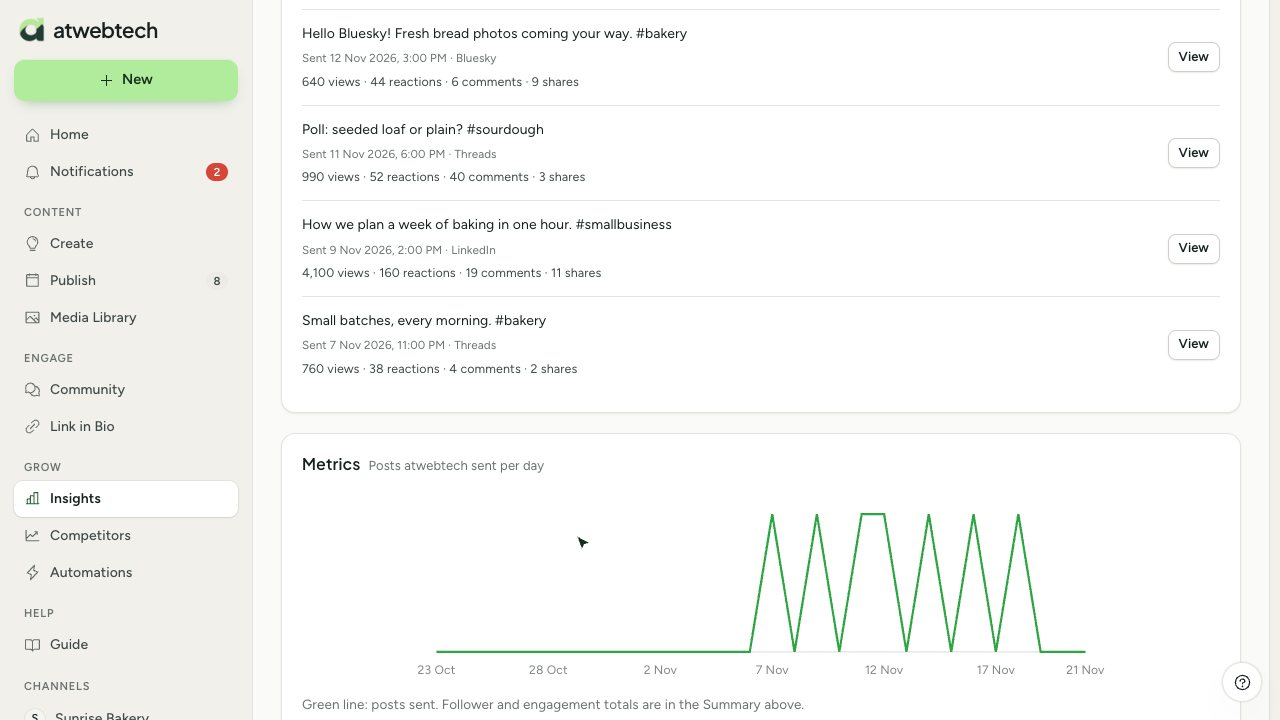 atwebtech
New
Home
Notifications 2
CONTENT
Create
Publish 8
Media Library
ENGAGE
Community
Link in Bio
GROW
Insights
Competitors
Automations
HELP
Guide
CHANNELS
S Sunrise Bakery
Hello Bluesky! Fresh bread photos coming your way. #bakery
Sent 12 Nov 2026, 3:00 PM · Bluesky
640 views · 44 reactions · 6 comments · 9 shares
View
Poll: seeded loaf or plain? #sourdough
Sent 11 Nov 2026, 6:00 PM · Threads
990 views · 52 reactions · 40 comments · 3 shares
View
How we plan a week of baking in one hour. #smallbusiness
Sent 9 Nov 2026, 2:00 PM · LinkedIn
4,100 views · 160 reactions · 19 comments · 11 shares
View
Small batches, every morning. #bakery
Sent 7 Nov 2026, 11:00 PM · Threads
760 views · 38 reactions · 4 comments · 2 shares
View
Metrics Posts atwebtech sent per day
23 Oct 28 Oct 2 Nov 7 Nov 12 Nov 17 Nov 21 Nov
Green line: posts sent. Follower and engagement totals are in the Summary above.